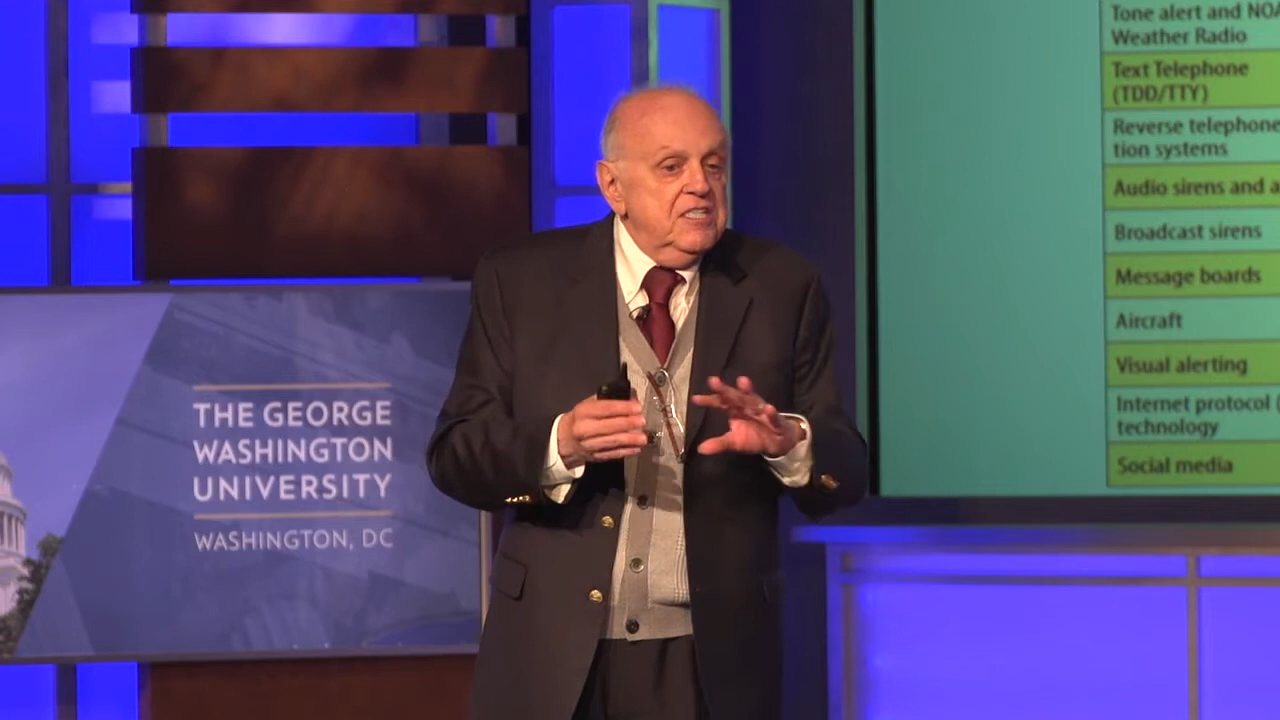 THE GEORGE
WASHINGTON
UNIVERSITY
WASHINGTON, DC
Tone alert and NOA
Weather Radio
Text Telephone
(TDD/TTY)
Reverse telephone
tion systems
Audio sirens and a
Broadcast sirens
Message boards
Aircraft
Visual alerting
Internet protocol
technology
Social media